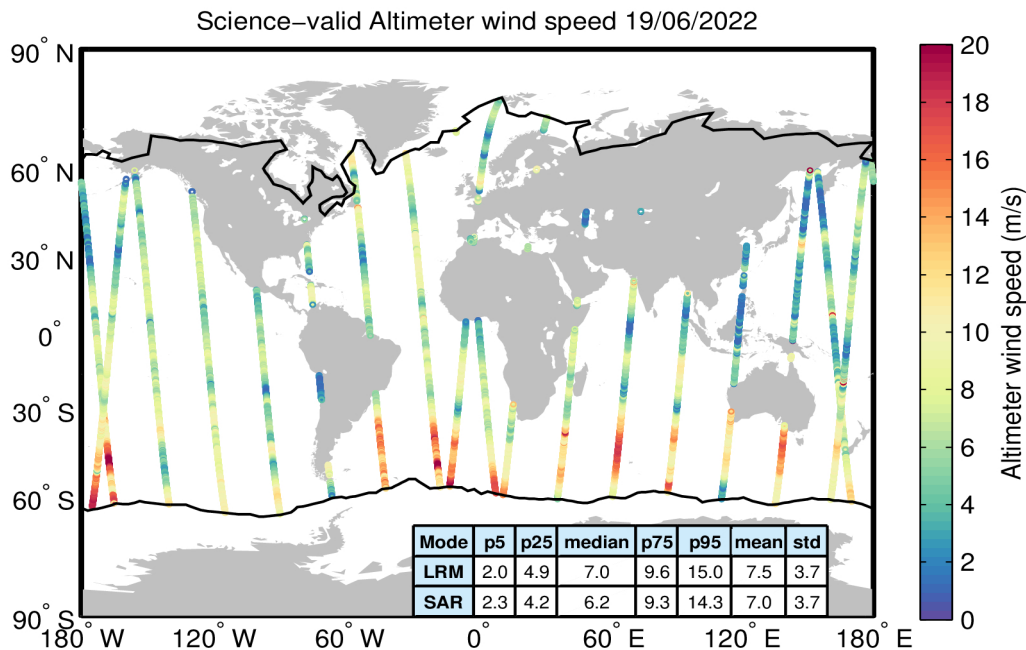 Science−valid Altimeter wind speed 19/06/2022
90° N
60° N
30° N
0°
30° S
60° S
90° S
180° W
120° W
60° W
0°
60° E
120° E
180° E
Mode p5 p25 median p75 p95 mean std
LRM 2.0 4.9 7.0 9.6 15.0 7.5 3.7
SAR 2.3 4.2 6.2 9.3 14.3 7.0 3.7
20
18
16
14
12
10
8
6
4
2
0
Altimeter wind speed (m/s)